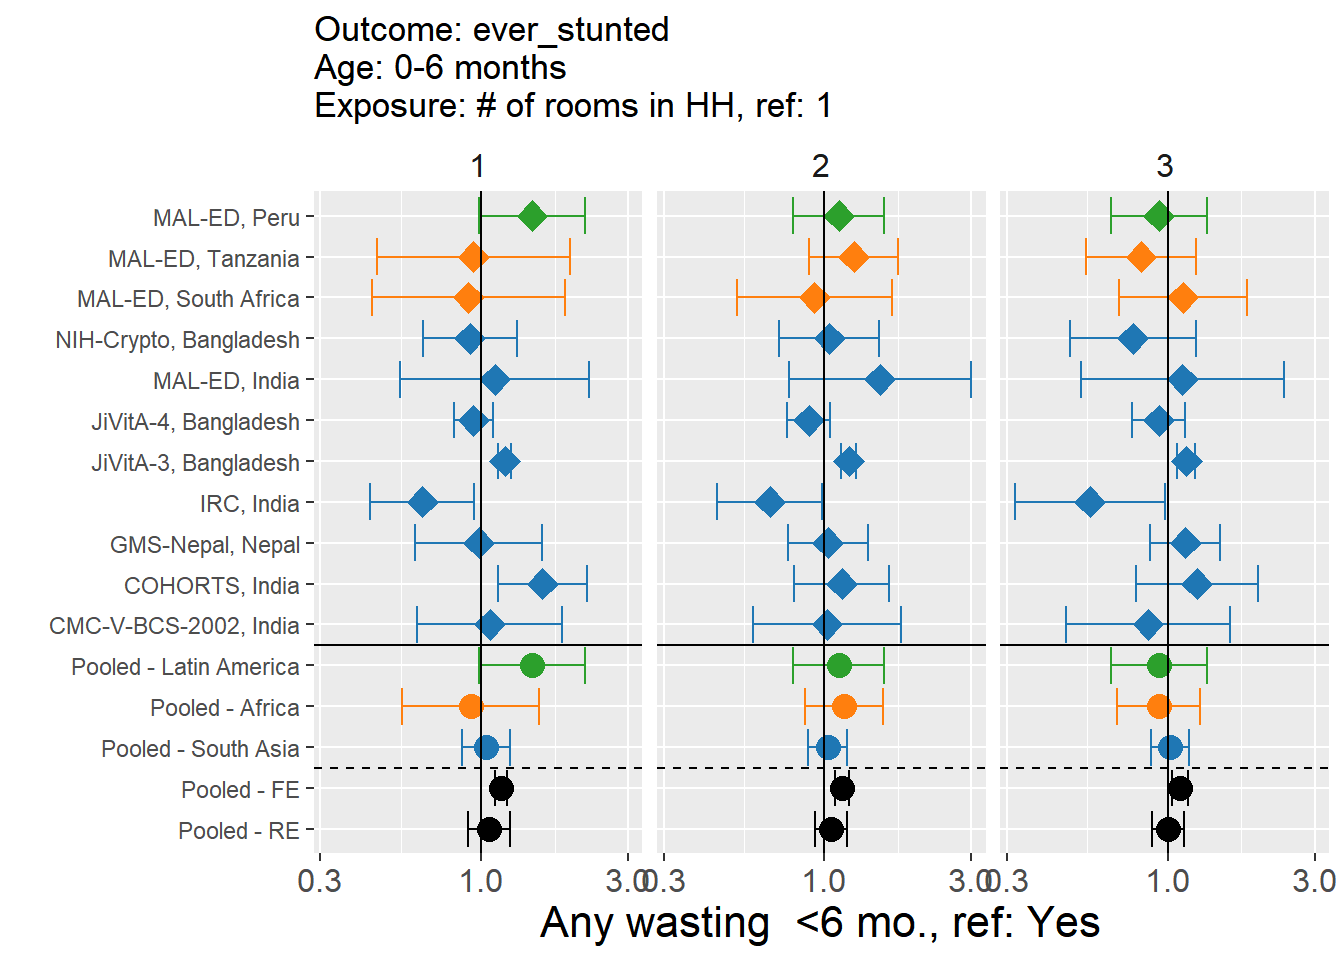 Outcome: ever_stunted
Age: 0-6 months
Exposure: # of rooms in HH, ref: 1
1 2 3
MAL-ED, Peru
MAL-ED, Tanzania
MAL-ED, South Africa
NIH-Crypto, Bangladesh
MAL-ED, India
JiVitA-4, Bangladesh
JiVitA-3, Bangladesh
IRC, India
GMS-Nepal, Nepal
COHORTS, India
CMC-V-BCS-2002, India
Pooled - Latin America
Pooled - Africa
Pooled - South Asia
Pooled - FE
Pooled - RE
0.3 1.0 3.0 0.3 1.0 3.0 0.3 1.0 3.0
Any wasting  <6 mo., ref: Yes